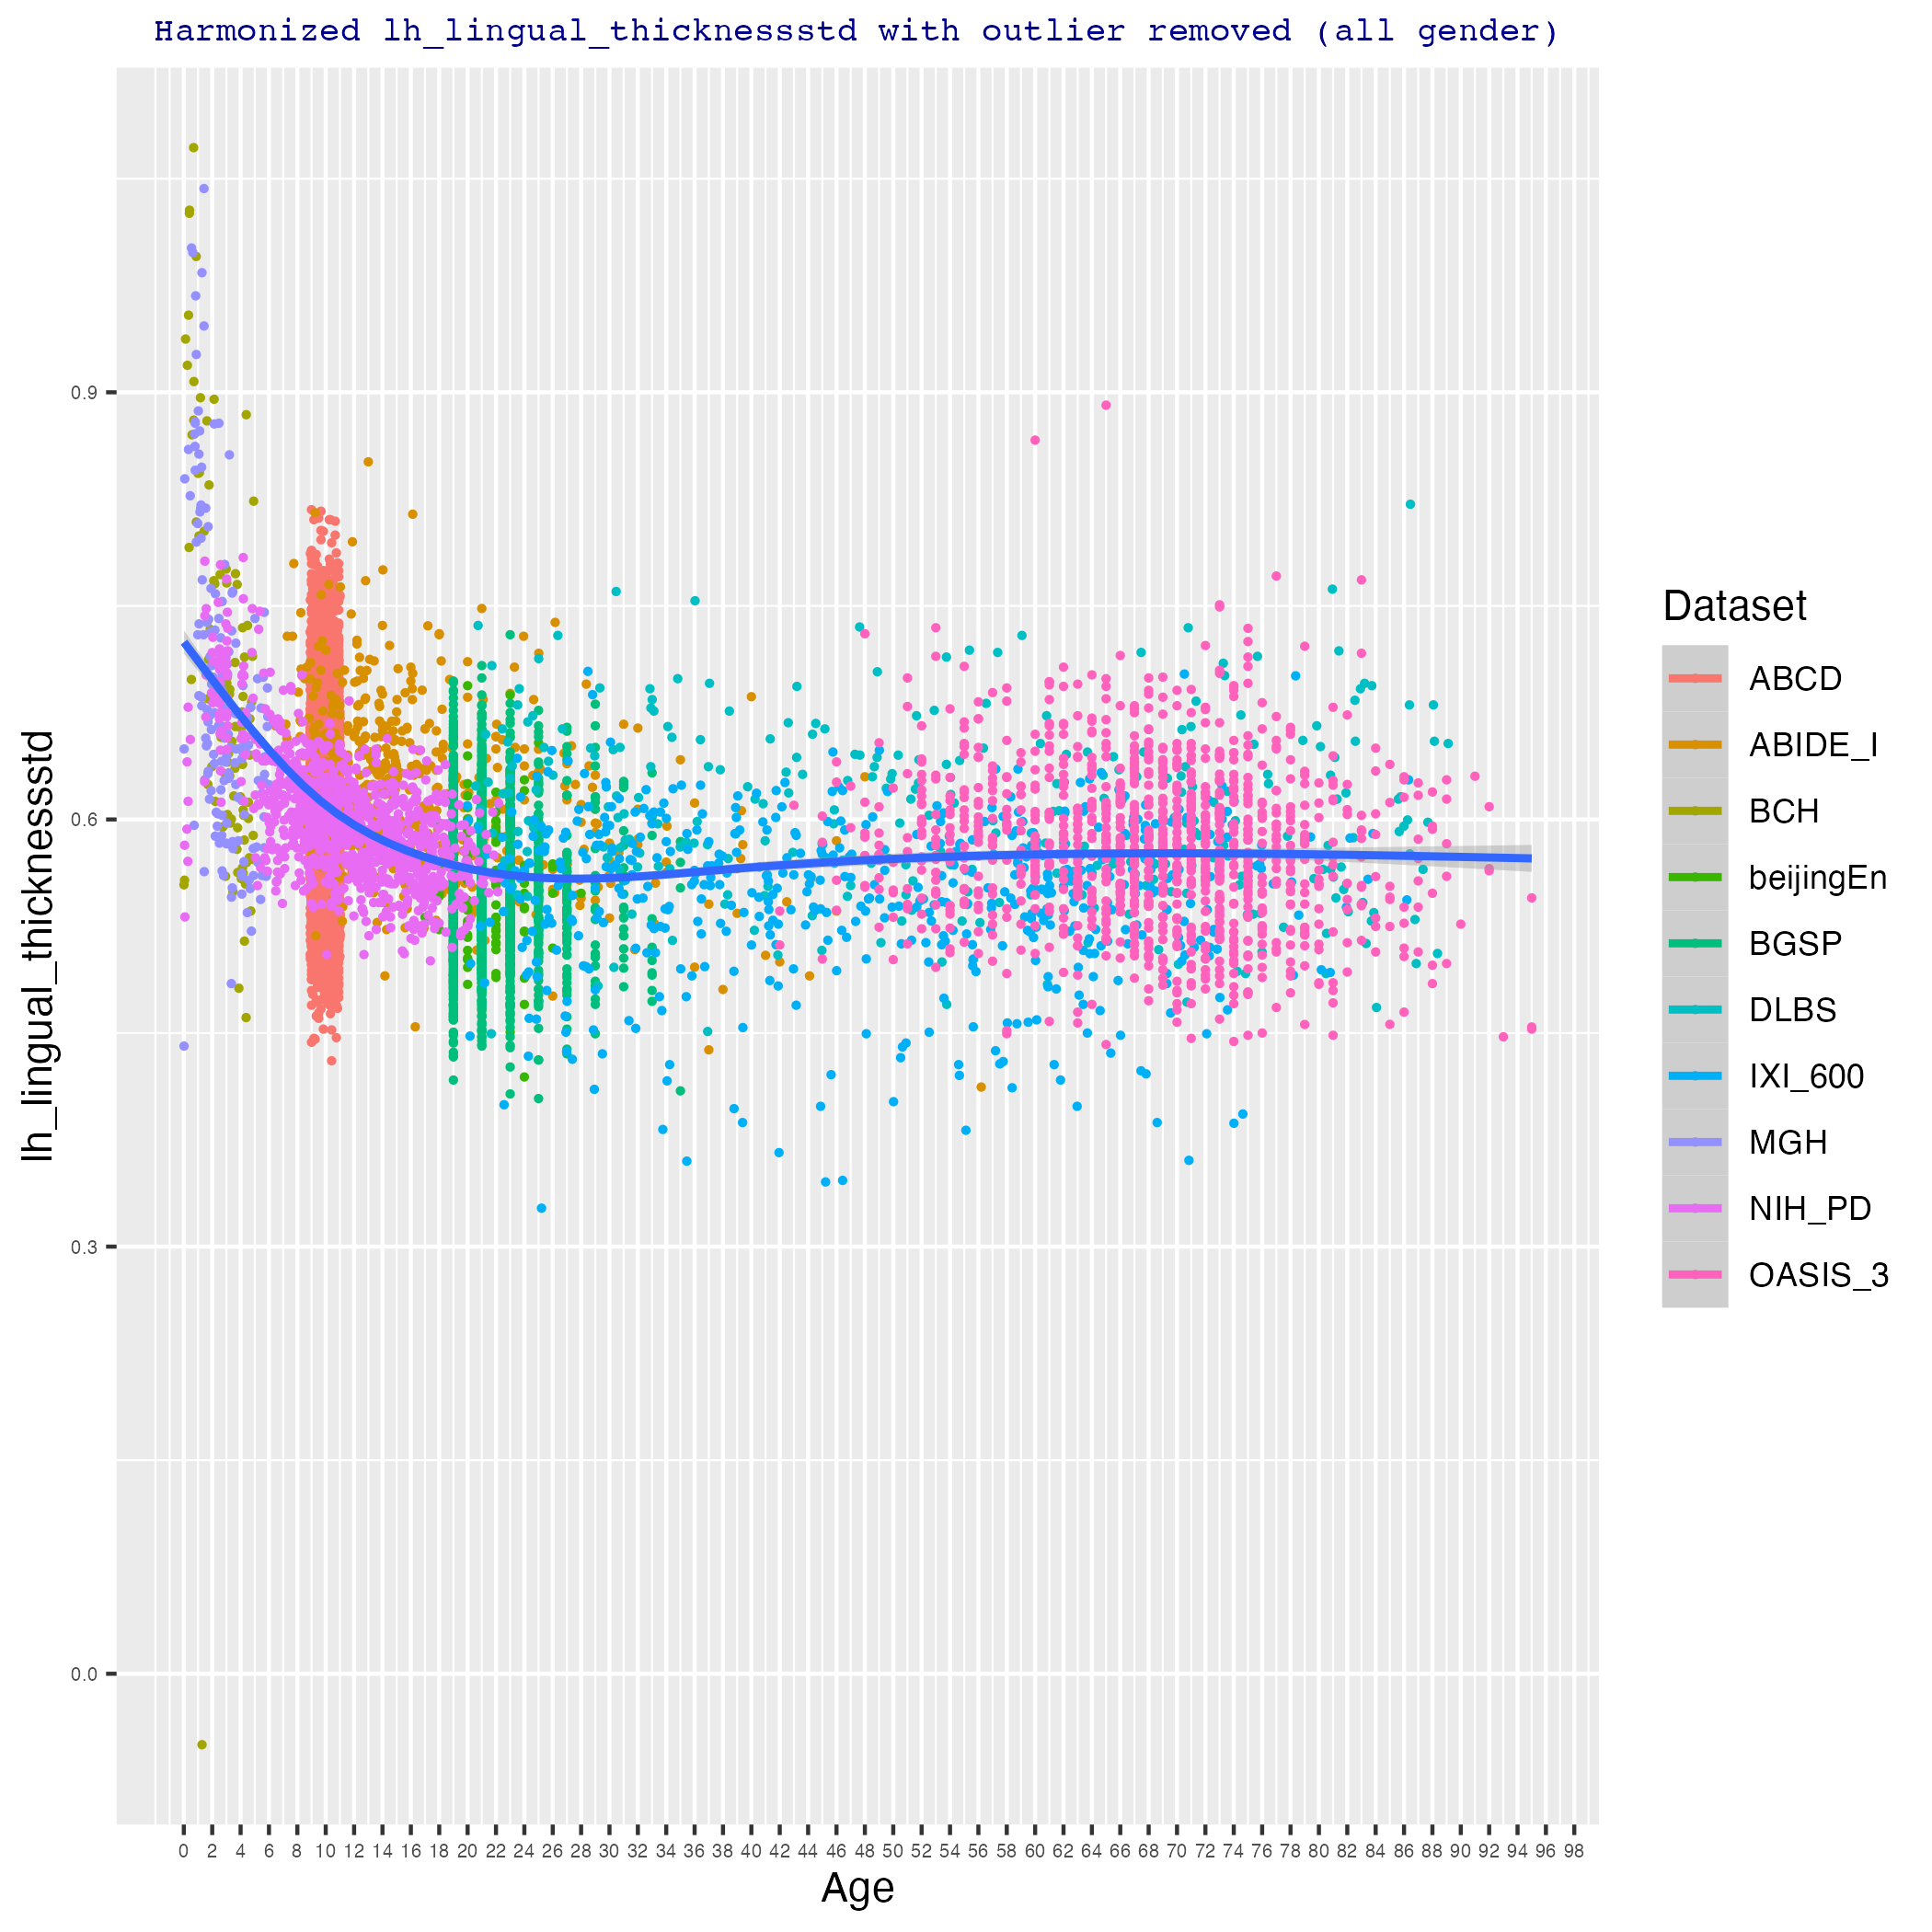 Harmonized lh_lingual_thicknessstd with outlier removed (all gender)
lh_lingual_thicknessstd
0.9
0.6
0.3
0.0
0 2 4 6 8 10 12 14 16 18 20 22 24 26 28 30 32 34 36 38 40 42 44 46 48 50 52 54 56 58 60 62 64 66 68 70 72 74 76 78 80 82 84 86 88 90 92 94 96 98
Age
Dataset
ABCD
ABIDE_I
BCH
beijingEn
BGSP
DLBS
IXI_600
MGH
NIH_PD
OASIS_3